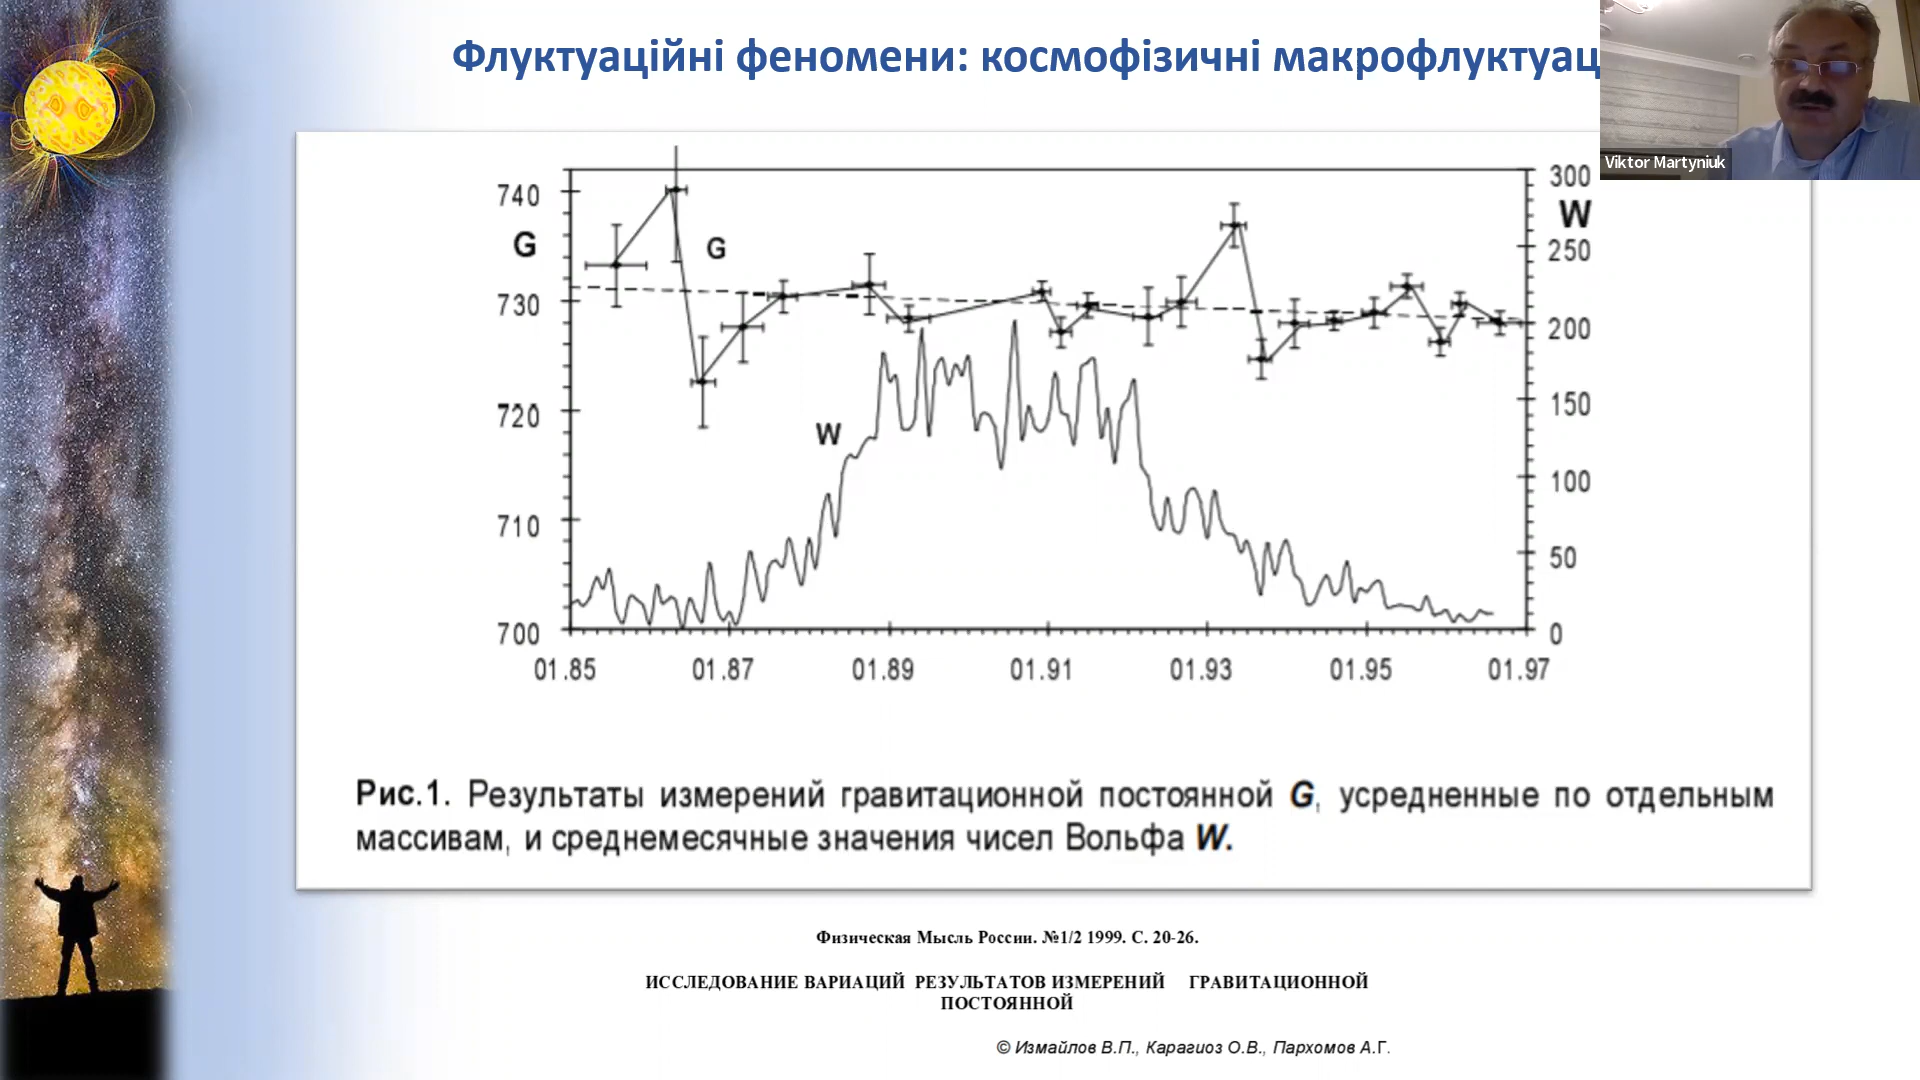 Флуктуаційні феномени: космофізичні макрофлуктуац
Viktor Martyniuk
740
730
720
710
700
G
G
W
300
W
250
200
150
100
50
0
01.85
01.87
01.89
01.91
01.93
01.95
01.97
Рис.1. Результаты измерений гравитационной постоянной G, усредненные по отдельным
массивам, и среднемесячные значения чисел Вольфа W.
Физическая Мысль России. №1/2 1999. С. 20-26.
ИССЛЕДОВАНИЕ ВАРИАЦИЙ РЕЗУЛЬТАТОВ ИЗМЕРЕНИЙ ГРАВИТАЦИОННОЙ
ПОСТОЯННОЙ
© Измайлов В.П., Карагиоз О.В., Пархомов А.Г.